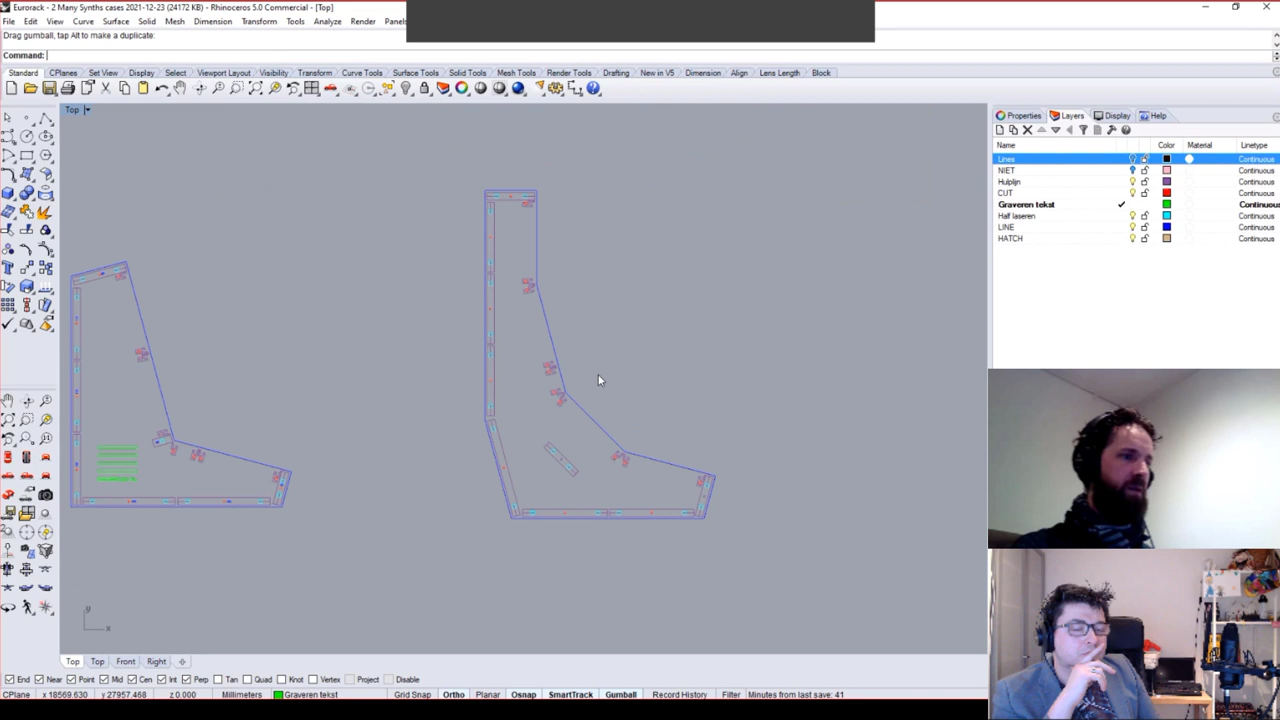 Eurorack - 2 Many Synths cases 2021-12-23 (24172 KB) - Rhinoceros 5.0 Commercial - [Top]
File Edit View Curve Surface Solid Mesh Dimension Transform Tools Analyze Render Panels
Drag gumball, tap Alt to make a duplicate:
Command:
Standard CPlanes Set View Display Select Viewport Layout Visibility Transform Curve Tools Surface Tools Solid Tools Mesh Tools Render Tools Drafting New in V5 Dimension Align Lens Length Block
Top
Properties Layers Display Help
Name Color Material Linetype
Lines Continuous
NIET Continuous
Hulplijn Continuous
CUT Continuous
Graveren tekst Continuous
Half laseren Continuous
LINE Continuous
HATCH Continuous
y
x
Top Top Front Right
End Near Point Mid Cen Int Perp Tan Quad Knot Vertex Project Disable
CPlane x 18569.630 y 27957.468 z 0.000 Millimeters Graveren tekst Grid Snap Ortho Planar Osnap SmartTrack Gumball Record History Filter Minutes from last save: 41